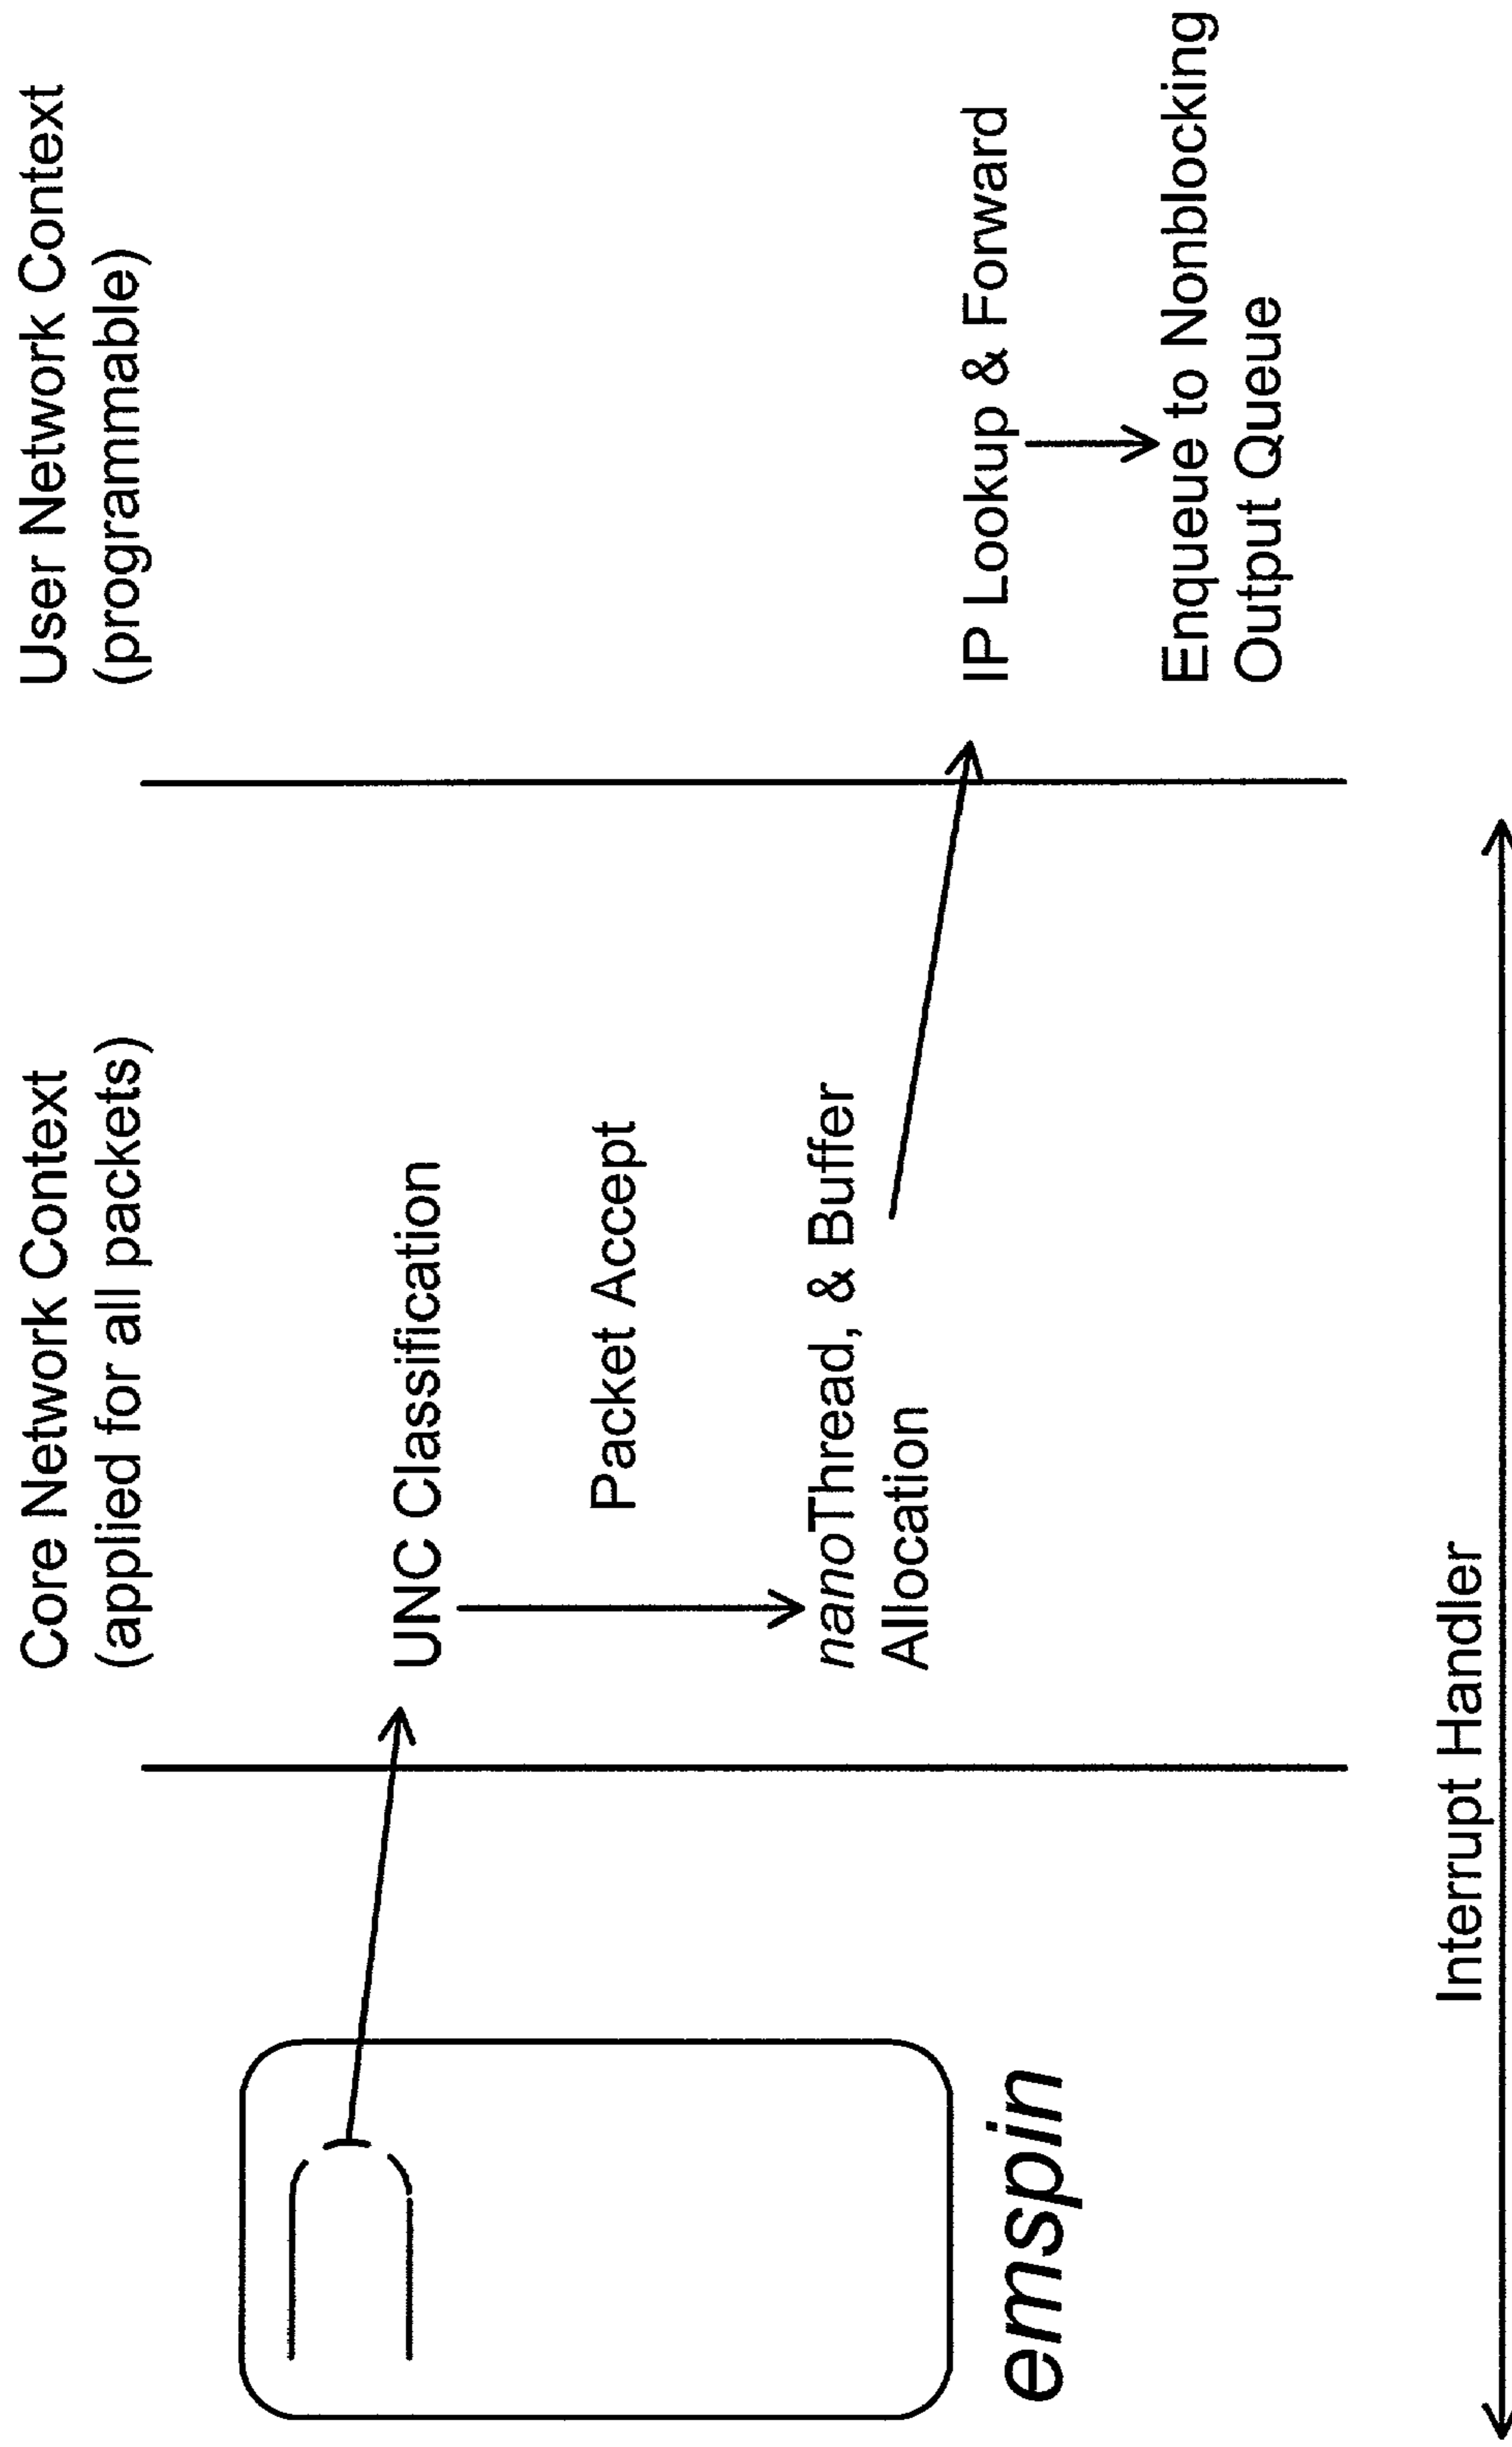 Core Network Context
(applied for all packets)
User Network Context
(programmable)
emspin
UNC Classification
Packet Accept
nanoThread, & Buffer
Allocation
IP Lookup & Forward
Enqueue to Nonblocking
Output Queue
Interrupt Handler